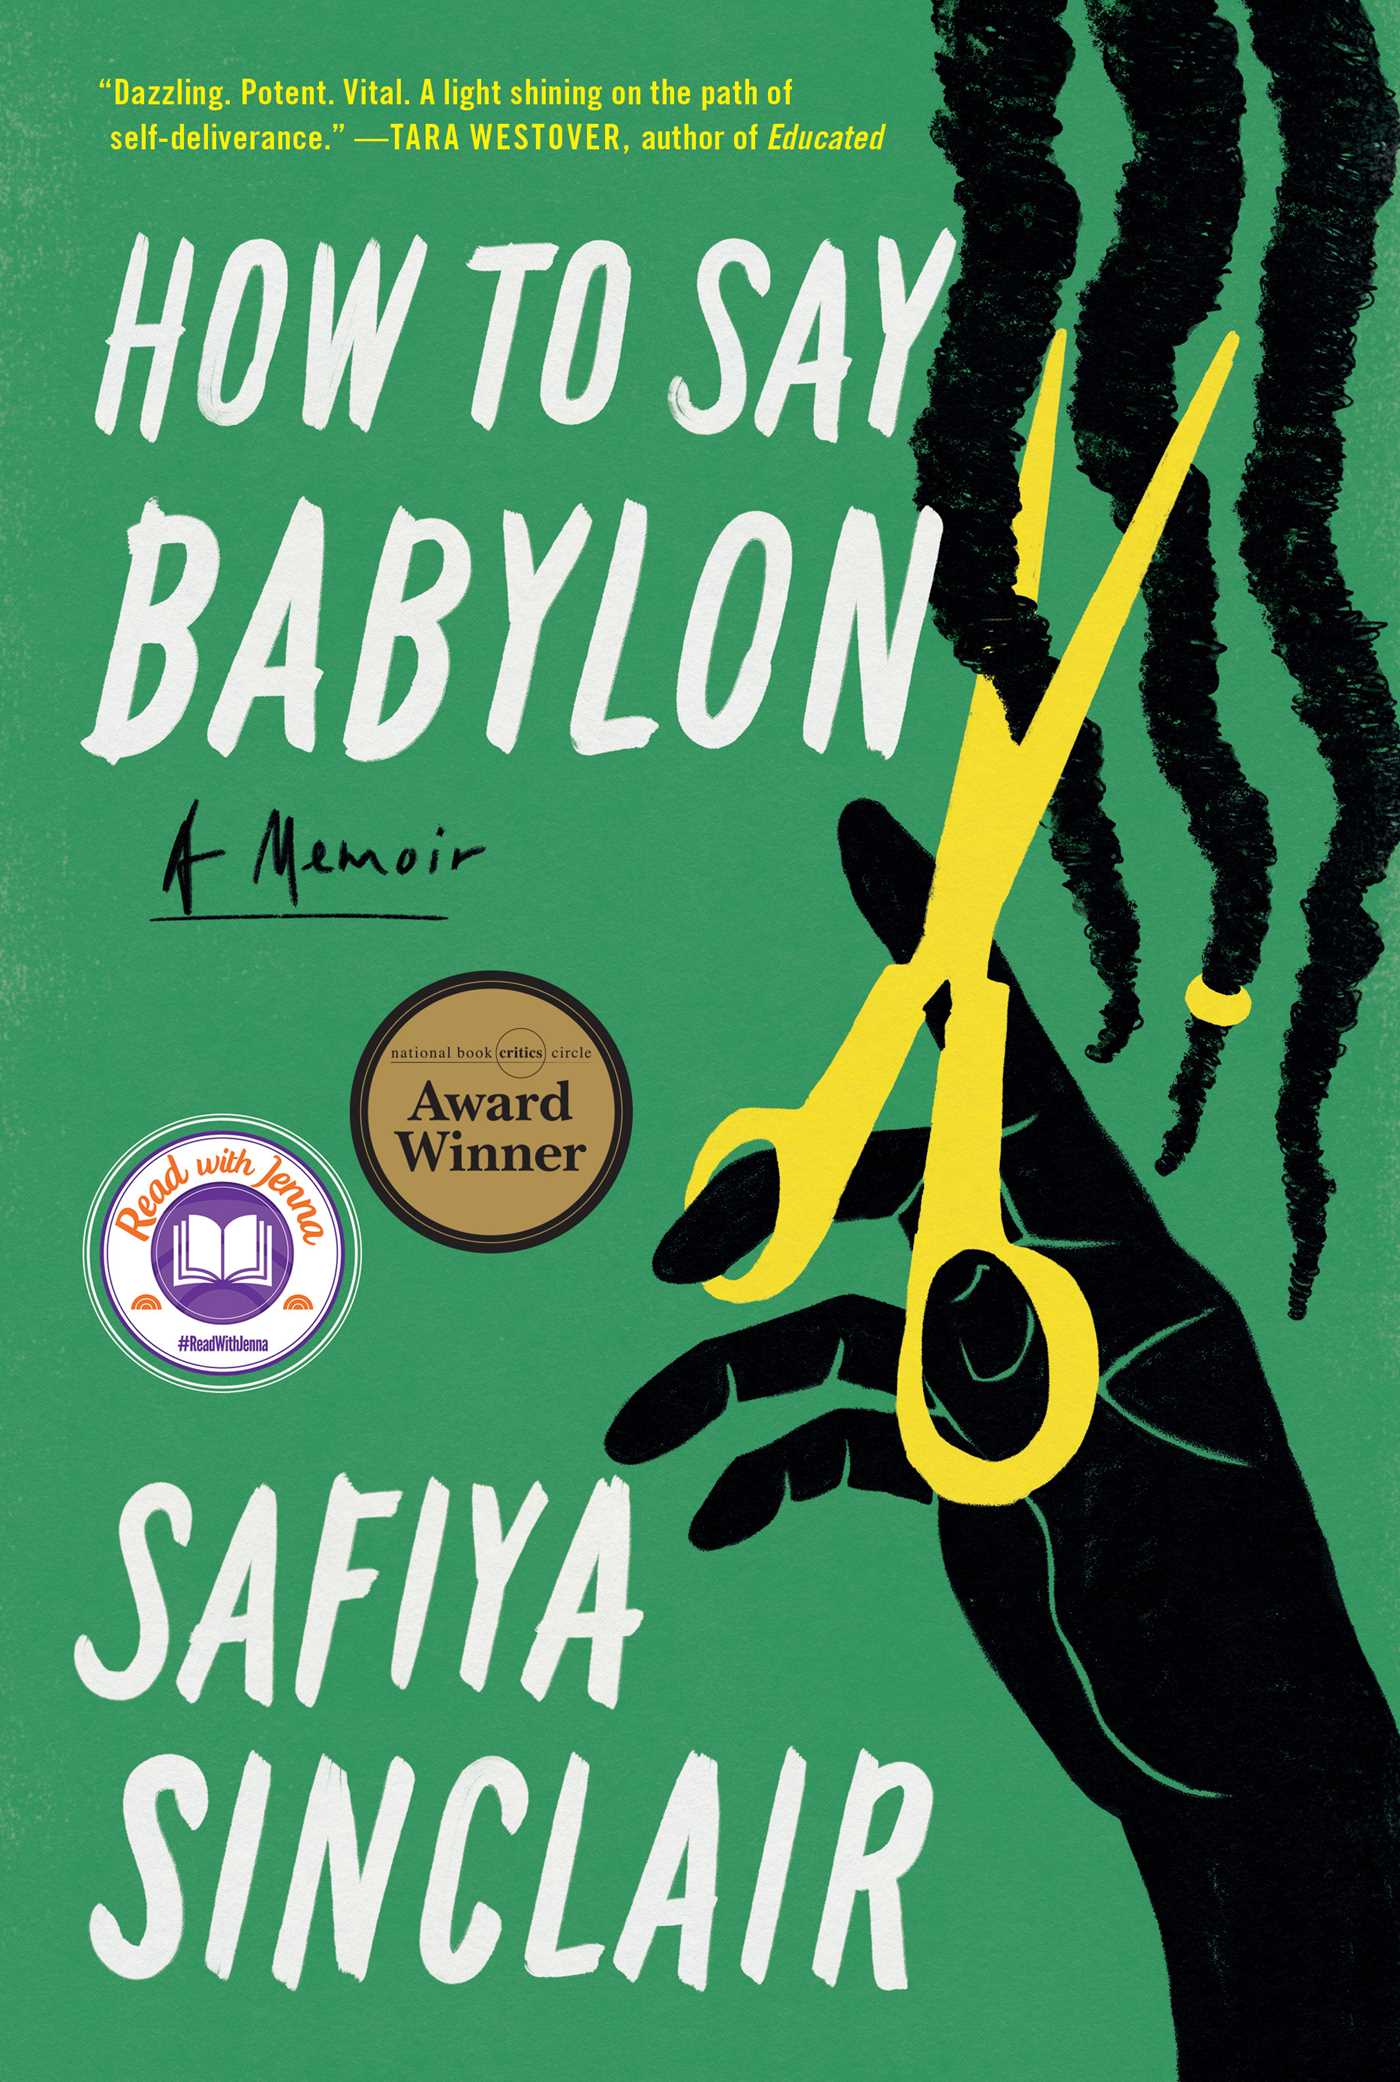 “Dazzling. Potent. Vital. A light shining on the path of
self-deliverance.” —TARA WESTOVER, author of Educated
HOW TO SAY
BABYLON
A Memoir
national book critics circle
Award
Winner
Read with Jenna
#ReadWithJenna
SAFIYA
SINCLAIR